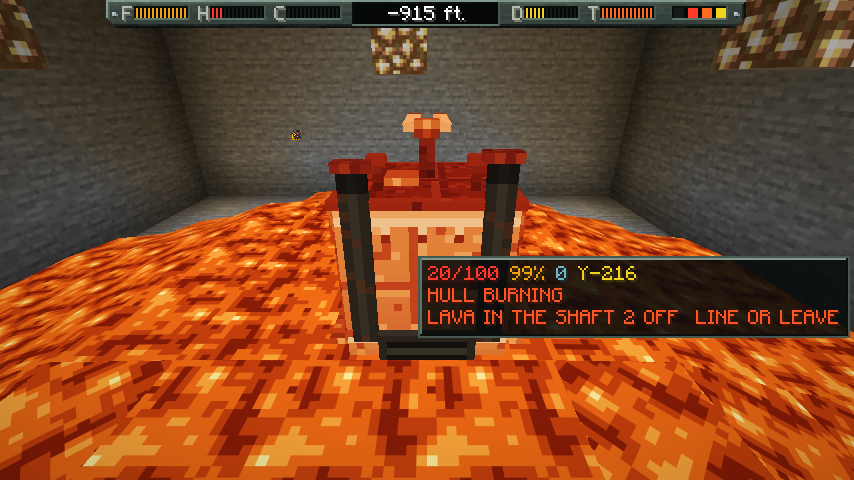 F H C -915 ft. D T
20/100 99% 0 Y-216
HULL BURNING
LAVA IN THE SHAFT 2 OFF LINE OR LEAVE